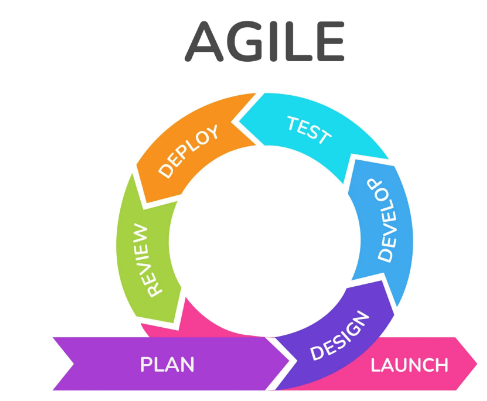 AGILE
PLAN
DESIGN
DEVELOP
TEST
DEPLOY
REVIEW
LAUNCH